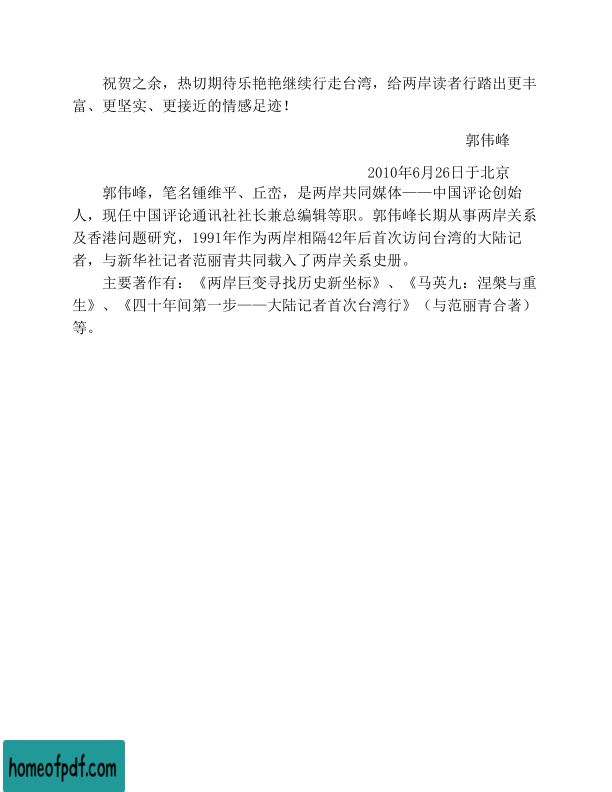 祝贺之余，热切期待乐艳艳继续行走台湾，给两岸读者行踏出更丰
富、更坚实、更接近的情感足迹！
郭伟峰
2010年6月26日于北京
郭伟峰，笔名锺维平、丘峦，是两岸共同媒体——中国评论创始
人，现任中国评论通讯社社长兼总编辑等职。郭伟峰长期从事两岸关系
及香港问题研究，1991年作为两岸相隔42年后首次访问台湾的大陆记
者，与新华社记者范丽青共同载入了两岸关系史册。
主要著作有：《两岸巨变寻找历史新坐标》、《马英九：涅槃与重
生》、《四十年间第一步——大陆记者首次台湾行》（与范丽青合著）
等。
homeofpdf.com